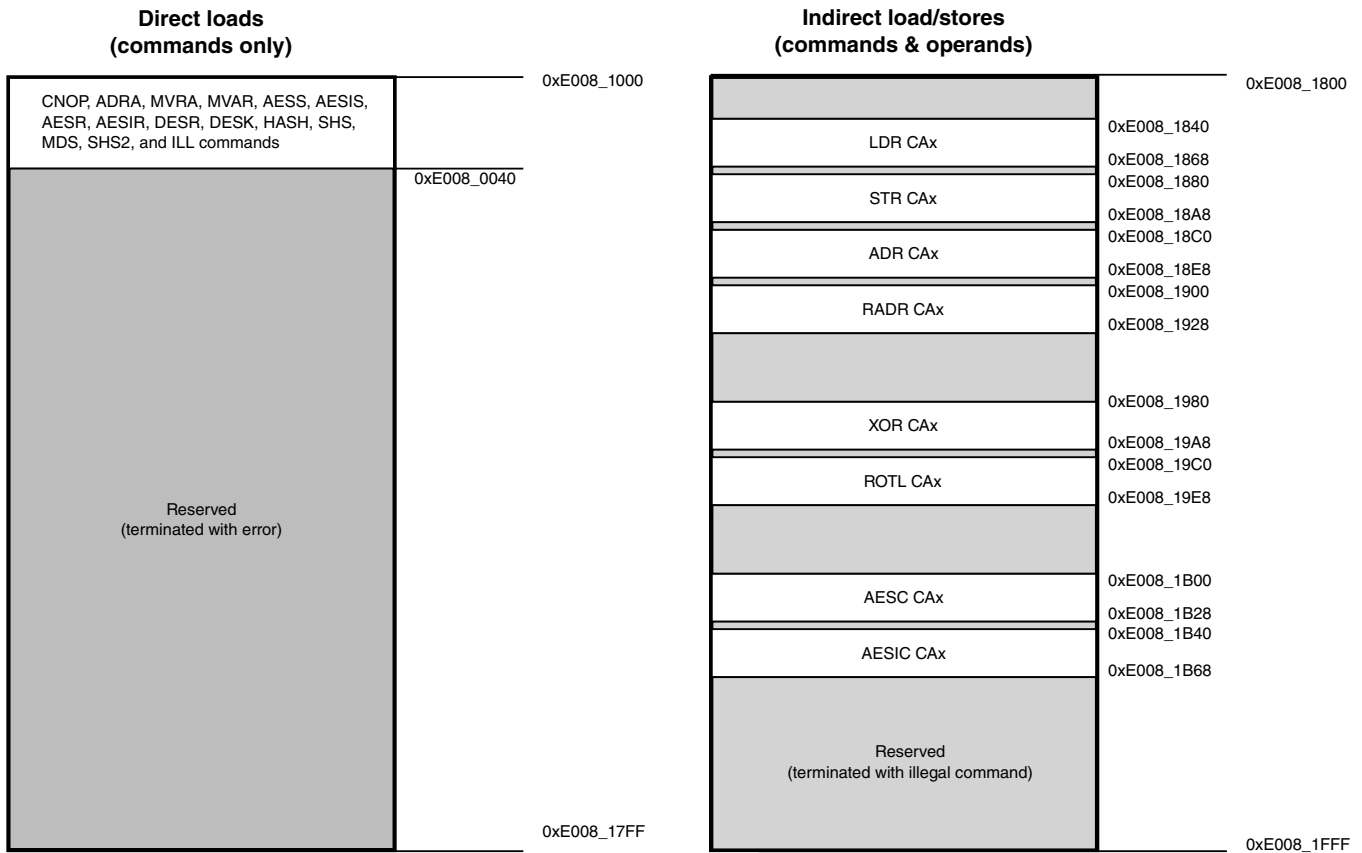 Direct loads
(commands only)
0xE008_1000
CNOP, ADRA, MVRA, MVAR, AESS, AESIS,
AESR, AESIR, DESR, DESK, HASH, SHS,
MDS, SHS2, and ILL commands
0xE008_0040
Reserved
(terminated with error)
0xE008_17FF
Indirect load/stores
(commands & operands)
0xE008_1800
LDR CAx
0xE008_1840
0xE008_1868
STR CAx
0xE008_1880
0xE008_18A8
ADR CAx
0xE008_18C0
0xE008_18E8
RADR CAx
0xE008_1900
0xE008_1928
XOR CAx
0xE008_1980
0xE008_19A8
ROTL CAx
0xE008_19C0
0xE008_19E8
AESC CAx
0xE008_1B00
0xE008_1B28
AESIC CAx
0xE008_1B40
0xE008_1B68
Reserved
(terminated with illegal command)
0xE008_1FFF